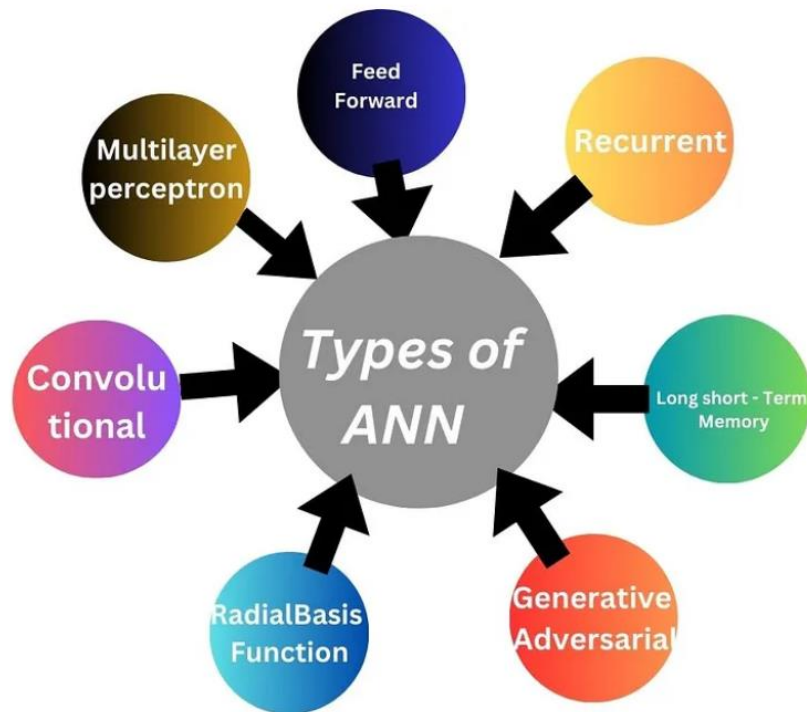 Feed
Forward
Recurrent
Multilayer
perceptron
Types of
ANN
Convolu
tional
Long short - Term
Memory
RadialBasis
Function
Generative
Adversarial